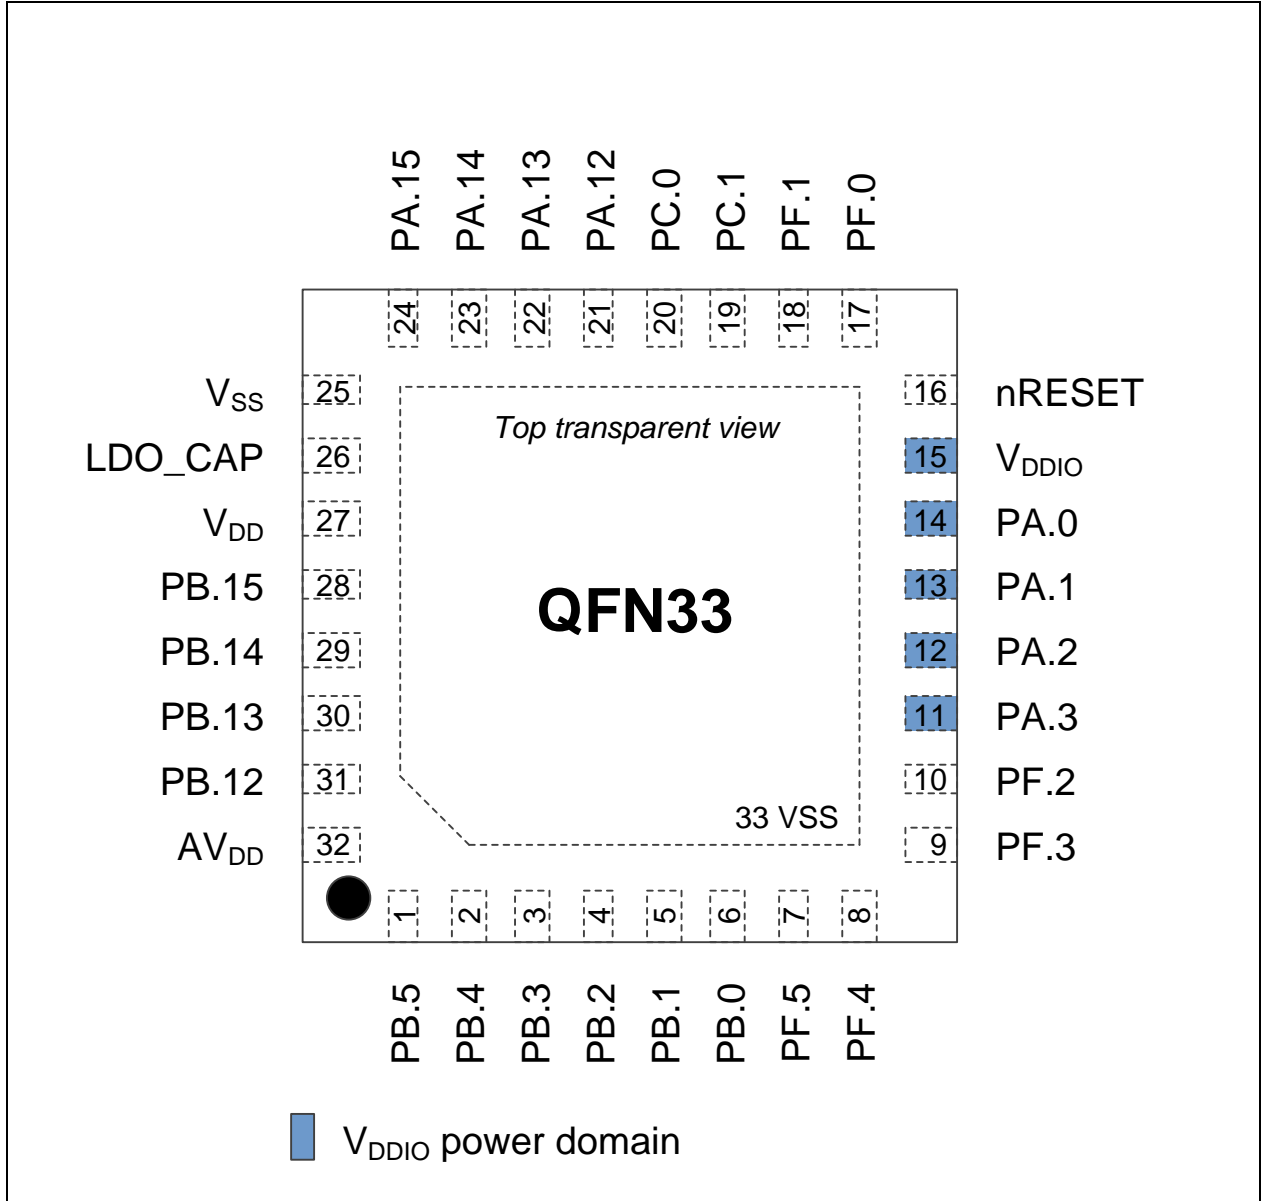 PA.15
PA.14
PA.13
PA.12
PC.0
PC.1
PF.1
PF.0
24
23
22
21
20
19
18
17
VSS 25
LDO_CAP 26
VDD 27
PB.15 28
PB.14 29
PB.13 30
PB.12 31
AVDD 32
Top transparent view
QFN33
33 VSS
16 nRESET
15 VDDIO
14 PA.0
13 PA.1
12 PA.2
11 PA.3
10 PF.2
9 PF.3
1
2
3
4
5
6
7
8
PB.5
PB.4
PB.3
PB.2
PB.1
PB.0
PF.5
PF.4
VDDIO power domain